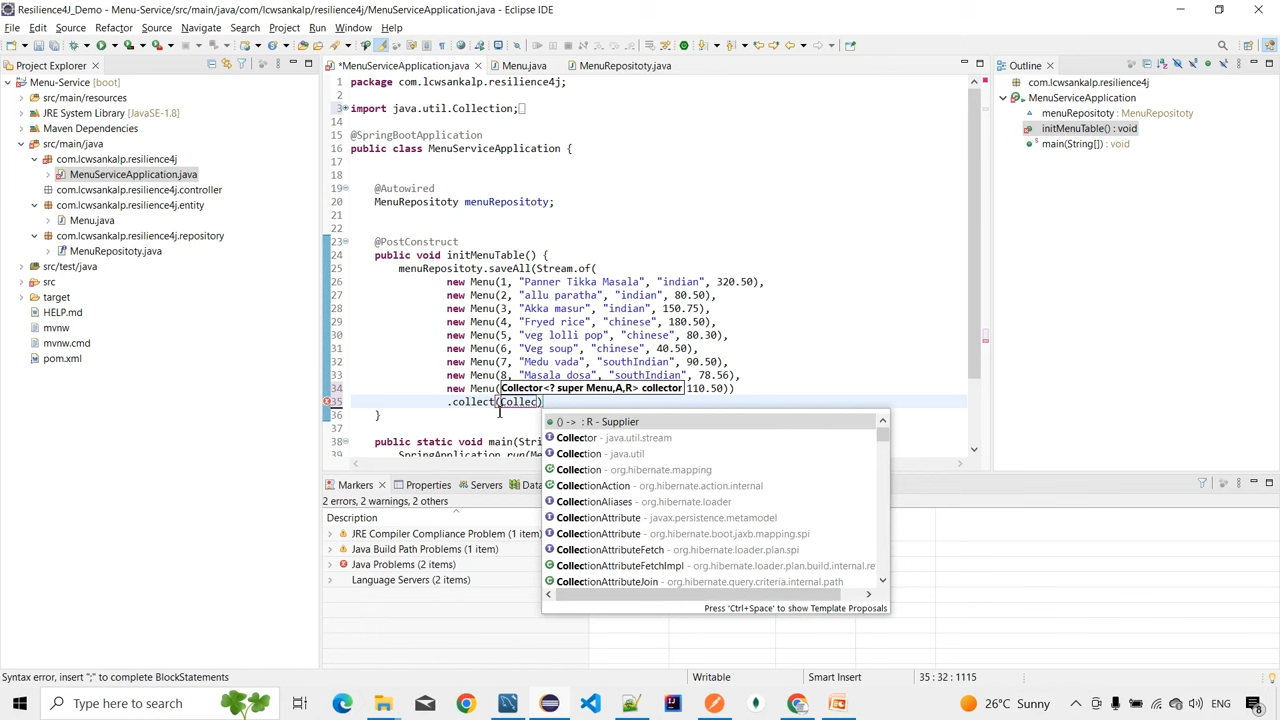 Resilience4J_Demo - Menu-Service/src/main/java/com/lcwsankalp/resilience4j/MenuServiceApplication.java - Eclipse IDE
File Edit Source Refactor Source Navigate Search Project Run Window Help
Project Explorer
Menu-Service [boot]
src/main/resources
JRE System Library [JavaSE-1.8]
Maven Dependencies
src/main/java
com.lcwsankalp.resilience4j
MenuServiceApplication.java
com.lcwsankalp.resilience4j.controller
com.lcwsankalp.resilience4j.entity
Menu.java
com.lcwsankalp.resilience4j.repository
MenuRepositoty.java
src/test/java
src
target
HELP.md
mvnw
mvnw.cmd
pom.xml
*MenuServiceApplication.java Menu.java MenuRepositoty.java
1 package com.lcwsankalp.resilience4j;
2
3 import java.util.Collection;
14
15 @SpringBootApplication
16 public class MenuServiceApplication {
17
18
19 @Autowired
20 MenuRepositoty menuRepositoty;
21
22
23 @PostConstruct
24 public void initMenuTable() {
25 menuRepositoty.saveAll(Stream.of(
26 new Menu(1, "Panner Tikka Masala", "indian", 320.50),
27 new Menu(2, "allu paratha", "indian", 80.50),
28 new Menu(3, "Akka masur", "indian", 150.75),
29 new Menu(4, "Fryed rice", "chinese", 180.50),
30 new Menu(5, "veg lolli pop", "chinese", 80.30),
31 new Menu(6, "Veg soup", "chinese", 40.50),
32 new Menu(7, "Medu vada", "southIndian", 90.50),
33 new Menu(8, "Masala dosa", "southIndian", 78.56),
34 new Menu( 110.50))
Collector<? super Menu,A,R> collector
35 .collect(Collec)
36 }
37
38 public static void main(Stri
39 SpringApplication.run(M
() -> : R - Supplier
Collector - java.util.stream
Collection - java.util
Collection - org.hibernate.mapping
CollectionAction - org.hibernate.action.internal
CollectionAliases - org.hibernate.loader
CollectionAttribute - javax.persistence.metamodel
CollectionAttribute - org.hibernate.boot.jaxb.mapping.spi
CollectionAttributeFetch - org.hibernate.loader.plan.spi
CollectionAttributeFetchImpl - org.hibernate.loader.plan.build.internal.re
CollectionAttributeJoin - org.hibernate.query.criteria.internal.path
Press 'Ctrl+Space' to show Template Proposals
Outline
com.lcwsankalp.resilience4j
MenuServiceApplication
menuRepositoty : MenuRepositoty
initMenuTable() : void
main(String[]) : void
Markers Properties Servers Data
2 errors, 2 warnings, 2 others
Description
JRE Compiler Compliance Problem (1 item)
Java Build Path Problems (1 item)
Java Problems (2 items)
Language Servers (2 items)
Syntax error, insert ";" to complete BlockStatements Writable Smart Insert 35 : 32 : 1115
Type here to search 26°C Sunny ENG 8